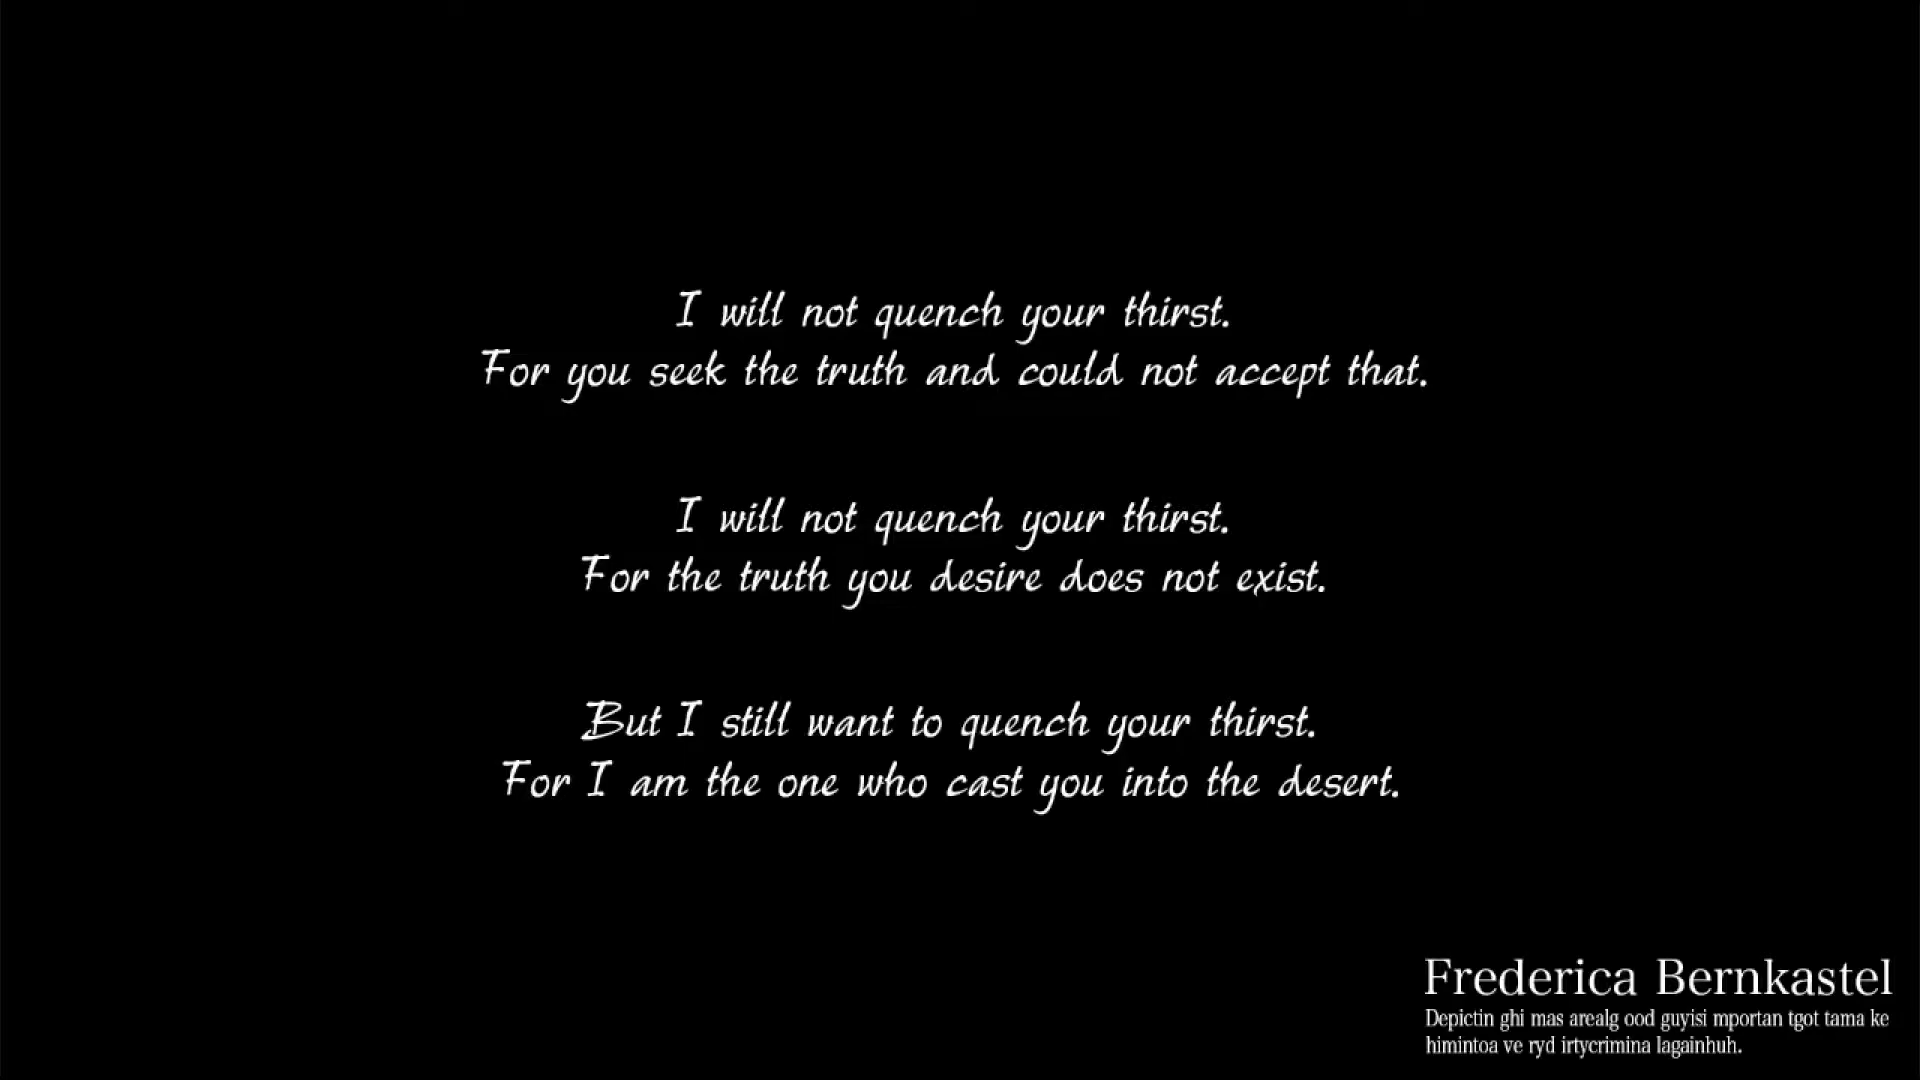 I will not quench your thirst.
For you seek the truth and could not accept that.
I will not quench your thirst.
For the truth you desire does not exist.
But I still want to quench your thirst.
For I am the one who cast you into the desert.
Frederica Bernkastel
Depictin ghi mas arealg ood guyisi mportan tgot tama ke
himintoa ve ryd irtycrimina lagainhuh.